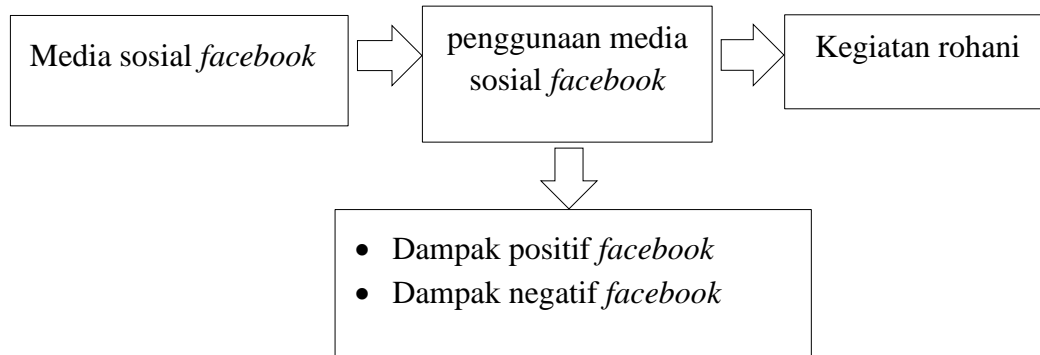 Media sosial facebook
penggunaan media
sosial facebook
Kegiatan rohani
• Dampak positif facebook
• Dampak negatif facebook